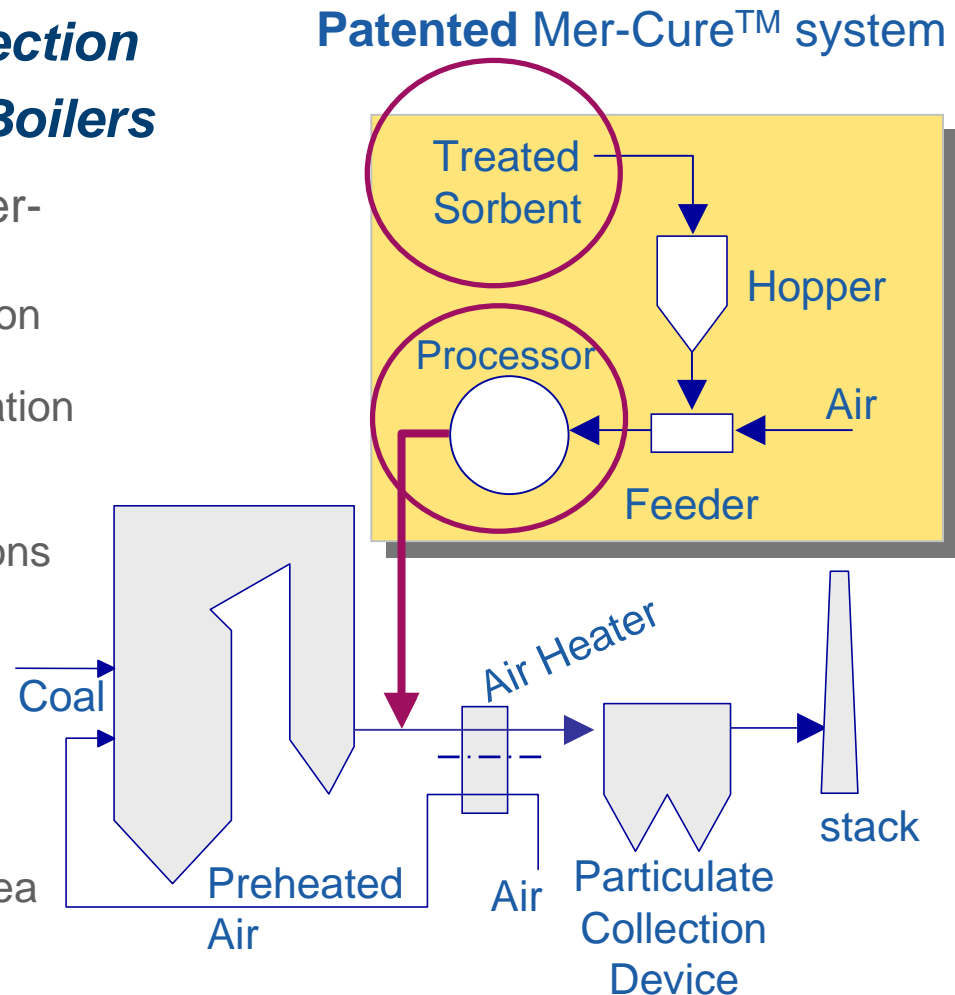 ection
Boilers
er-
on
ation
ons
ea
Patented Mer-Cure™ system
Treated
Sorbent
Hopper
Processor
Air
Feeder
Coal
Air Heater
Preheated
Air
Air
Particulate
Collection
Device
stack